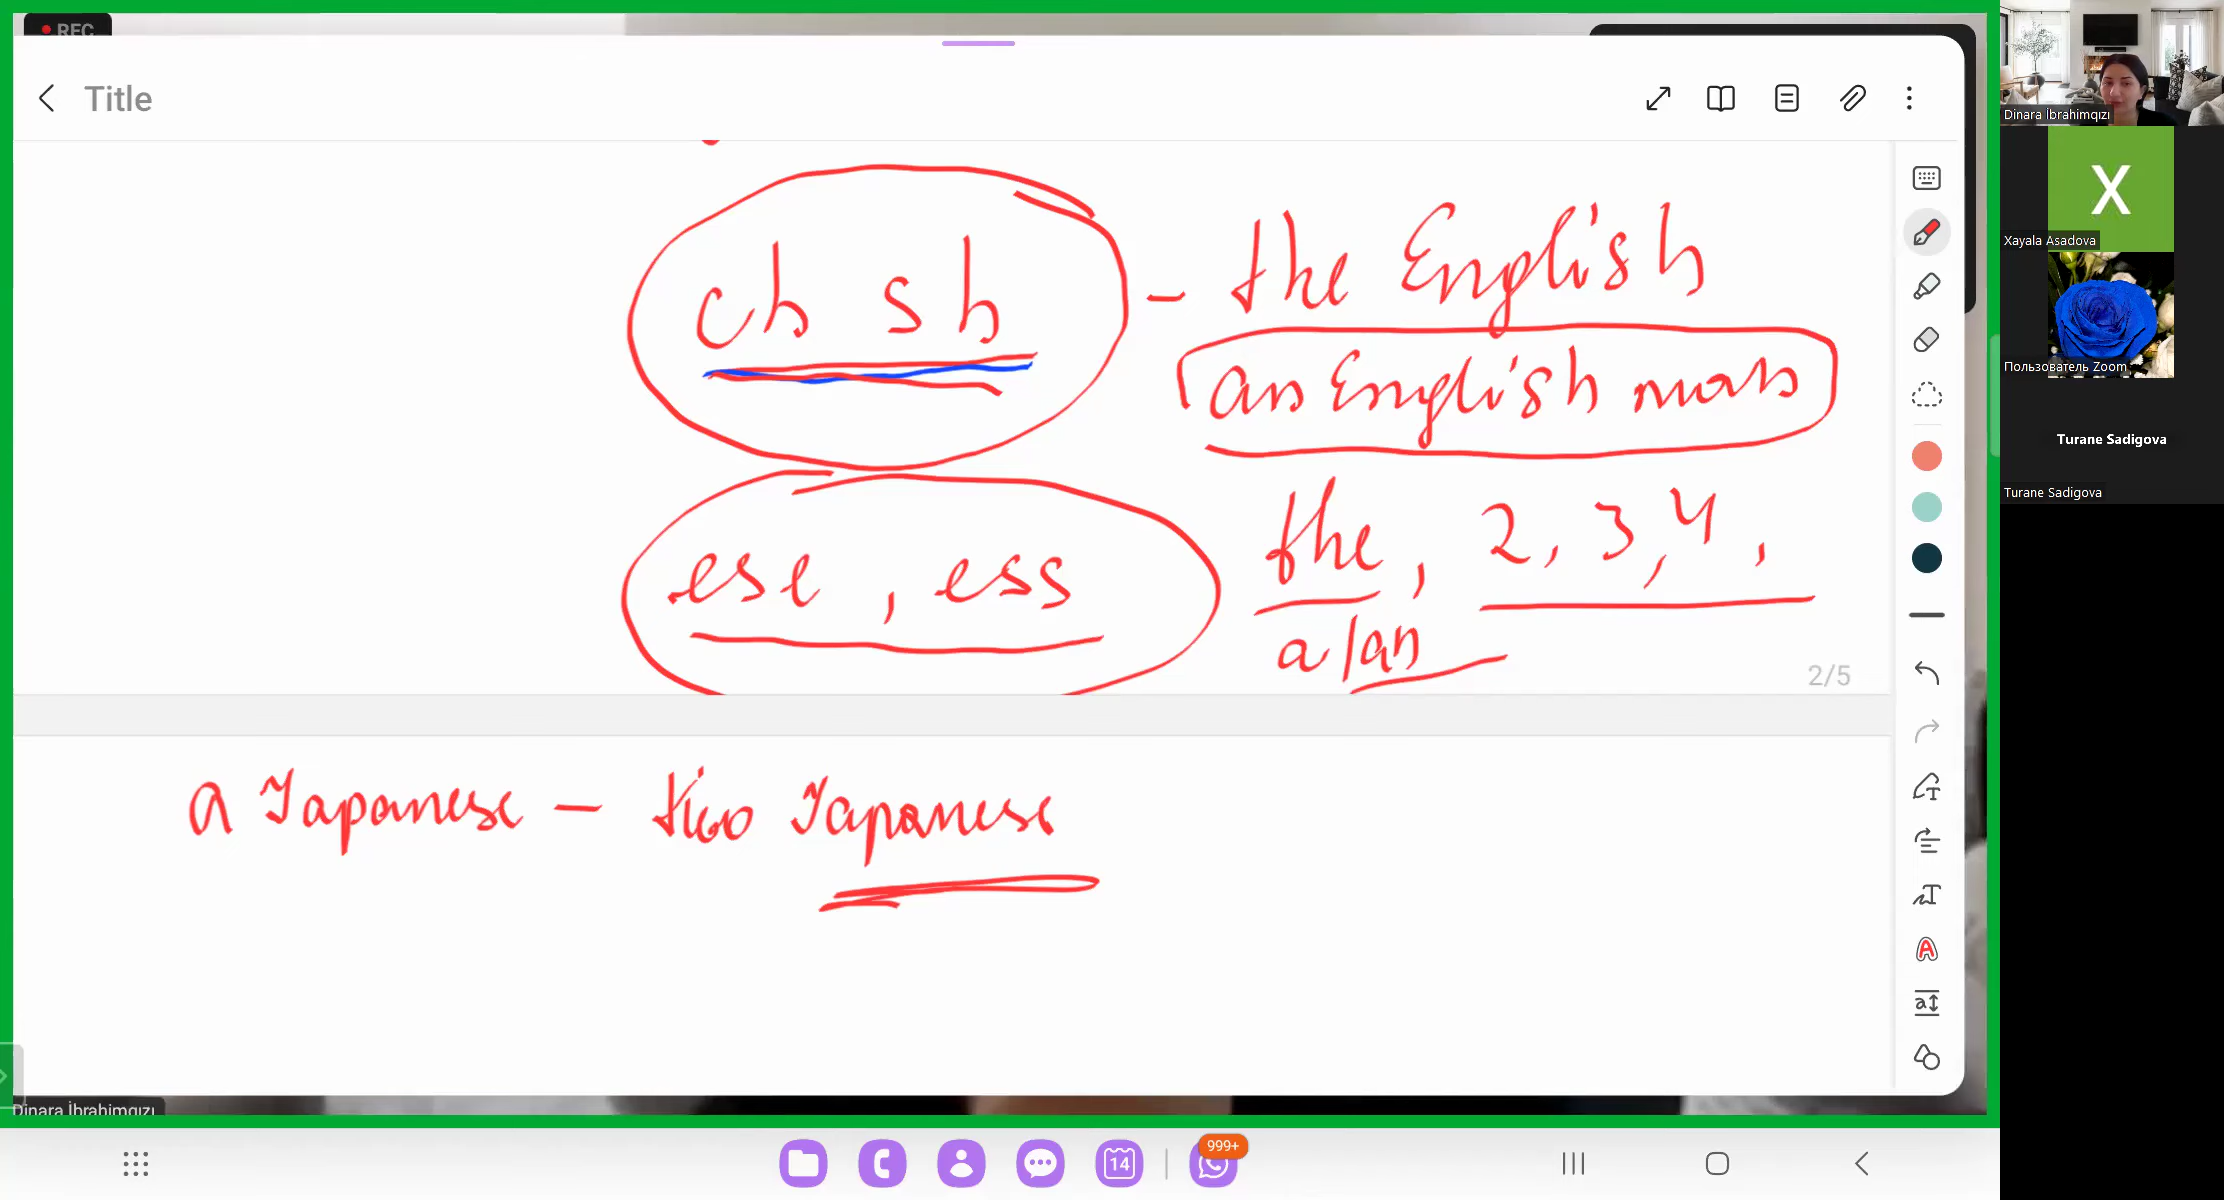 REC
Title
ch sh - the English
an English man
ese, ess the, 2, 3, 4,
a/an
2/5
a Japanese - two Japanese
Dinara İbrahimqızı
14
999+
Dinara İbrahimqızı
X
Xayala Asadova
Пользователь Zoom
Turane Sadigova
Turane Sadigova